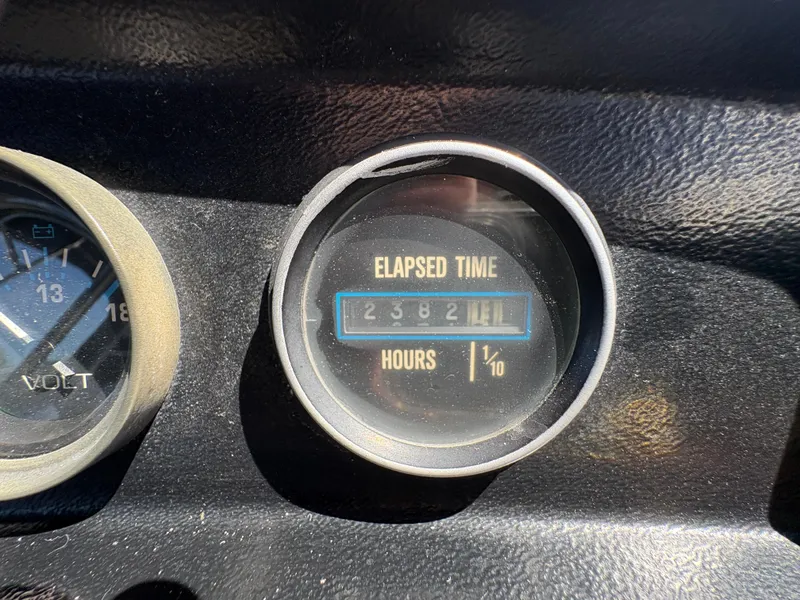 ELAPSED TIME
2382
HOURS
1/10
13
18
VOLT